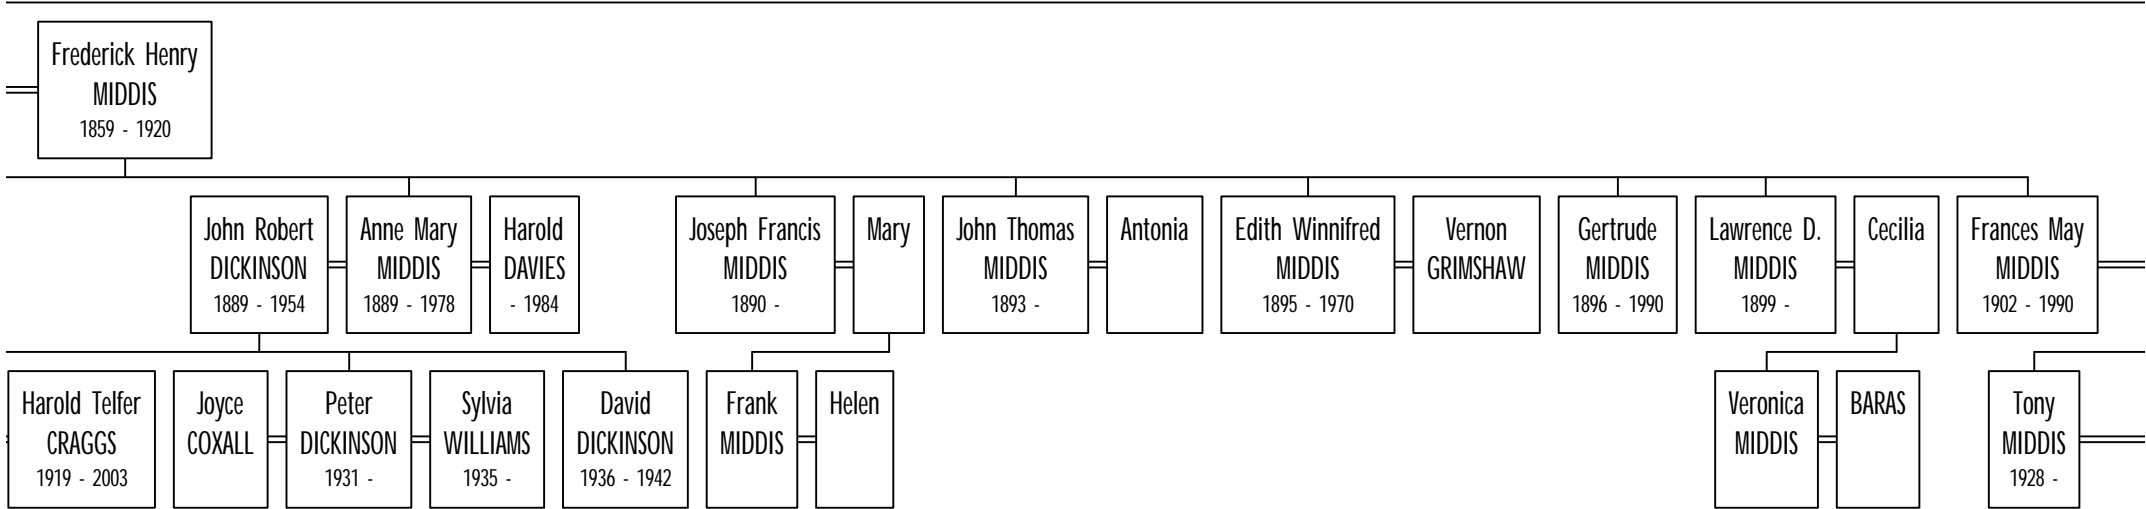 Frederick Henry
MIDDIS
1859 - 1920
John Robert
DICKINSON
1889 - 1954
Anne Mary
MIDDIS
1889 - 1978
Harold
DAVIES
- 1984
Joseph Francis
MIDDIS
1890 -
Mary
John Thomas
MIDDIS
1893 -
Antonia
Edith Winnifred
MIDDIS
1895 - 1970
Vernon
GRIMSHAW
Gertrude
MIDDIS
1896 - 1990
Lawrence D.
MIDDIS
1899 -
Cecilia
Frances May
MIDDIS
1902 - 1990
Harold Telfer
CRAGGS
1919 - 2003
Joyce
COXALL
Peter
DICKINSON
1931 -
Sylvia
WILLIAMS
1935 -
David
DICKINSON
1936 - 1942
Frank
MIDDIS
Helen
Veronica
MIDDIS
BARAS
Tony
MIDDIS
1928 -